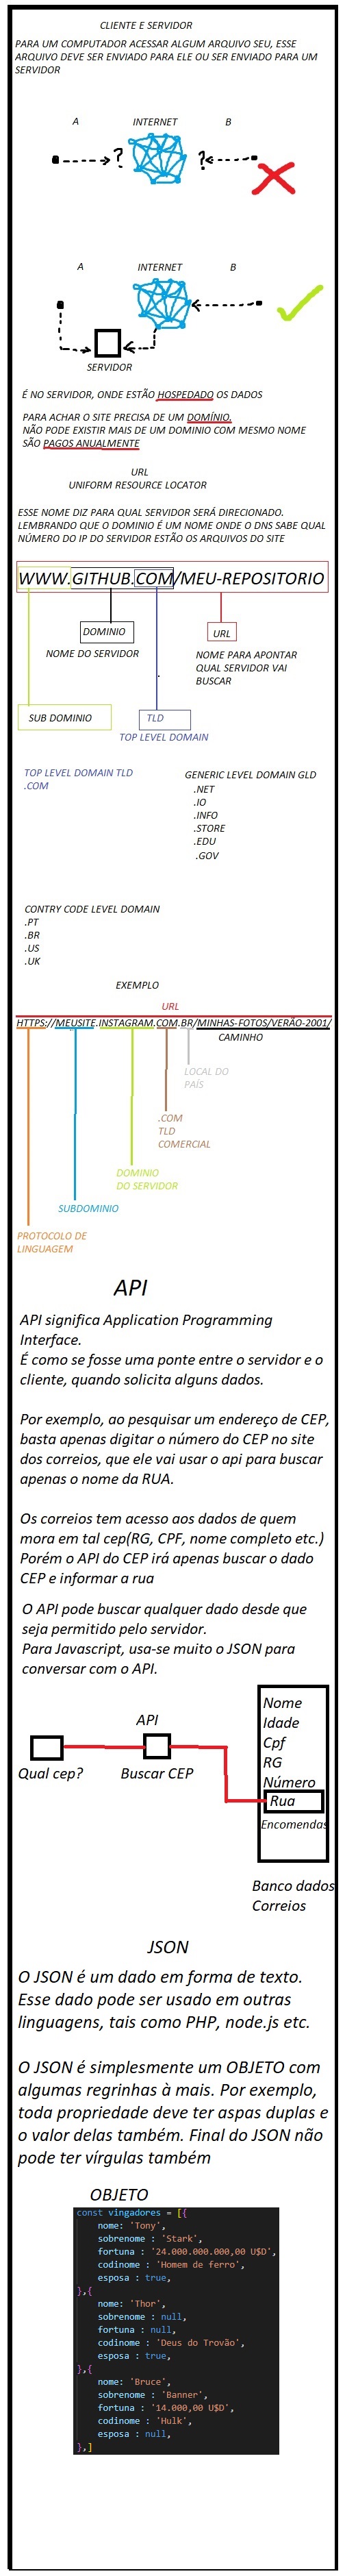 CLIENTE E SERVIDOR
PARA UM COMPUTADOR ACESSAR ALGUM ARQUIVO SEU, ESSE
ARQUIVO DEVE SER ENVIADO PARA ELE OU SER ENVIADO PARA UM
SERVIDOR
A
INTERNET
B
?
?
A
INTERNET
B
SERVIDOR
É NO SERVIDOR, ONDE ESTÃO HOSPEDADO OS DADOS
PARA ACHAR O SITE PRECISA DE UM DOMÍNIO.
NÃO PODE EXISTIR MAIS DE UM DOMINIO COM MESMO NOME
SÃO PAGOS ANUALMENTE
URL
UNIFORM RESOURCE LOCATOR
ESSE NOME DIZ PARA QUAL SERVIDOR SERÁ DIRECIONADO.
LEMBRANDO QUE O DOMINIO É UM NOME ONDE O DNS SABE QUAL
NÚMERO DO IP DO SERVIDOR ESTÃO OS ARQUIVOS DO SITE
WWW.GITHUB.COM/MEU-REPOSITORIO
DOMINIO
URL
NOME DO SERVIDOR
NOME PARA APONTAR
QUAL SERVIDOR VAI
BUSCAR
SUB DOMINIO
TLD
TOP LEVEL DOMAIN
TOP LEVEL DOMAIN TLD
.COM
GENERIC LEVEL DOMAIN GLD
.NET
.IO
.INFO
.STORE
.EDU
.GOV
CONTRY CODE LEVEL DOMAIN
.PT
.BR
.US
.UK
EXEMPLO
URL
HTTPS://MEUSITE.INSTAGRAM.COM.BR/MINHAS-FOTOS/VERÃO-2001/
CAMINHO
LOCAL DO
PAÍS
.COM
TLD
COMERCIAL
DOMINIO
DO SERVIDOR
SUBDOMINIO
PROTOCOLO DE
LINGUAGEM
API
API significa Application Programming
Interface.
É como se fosse uma ponte entre o servidor e o
cliente, quando solicita alguns dados.
Por exemplo, ao pesquisar um endereço de CEP,
basta apenas digitar o número do CEP no site
dos correios, que ele vai usar o api para buscar
apenas o nome da RUA.
Os correios tem acesso aos dados de quem
mora em tal cep(RG, CPF, nome completo etc.)
Porém o API do CEP irá apenas buscar o dado
CEP e informar a rua
O API pode buscar qualquer dado desde que
seja permitido pelo servidor.
Para Javascript, usa-se muito o JSON para
conversar com o API.
API
Qual cep?
Buscar CEP
Nome
Idade
Cpf
RG
Número
Rua
Encomendas
Banco dados
Correios
JSON
O JSON é um dado em forma de texto.
Esse dado pode ser usado em outras
linguagens, tais como PHP, node.js etc.
O JSON é simplesmente um OBJETO com
algumas regrinhas à mais. Por exemplo,
toda propriedade deve ter aspas duplas e
o valor delas também. Final do JSON não
pode ter vírgulas também
OBJETO
const vingadores = [{
nome: 'Tony',
sobrenome : 'Stark',
fortuna : '24.000.000.000,00 U$D',
codinome : 'Homem de ferro',
esposa : true,
},{
nome: 'Thor',
sobrenome : null,
fortuna : null,
codinome : 'Deus do Trovão',
esposa : true,
},{
nome: 'Bruce',
sobrenome : 'Banner',
fortuna : '14.000,00 U$D',
codinome : 'Hulk',
esposa : null,
},]